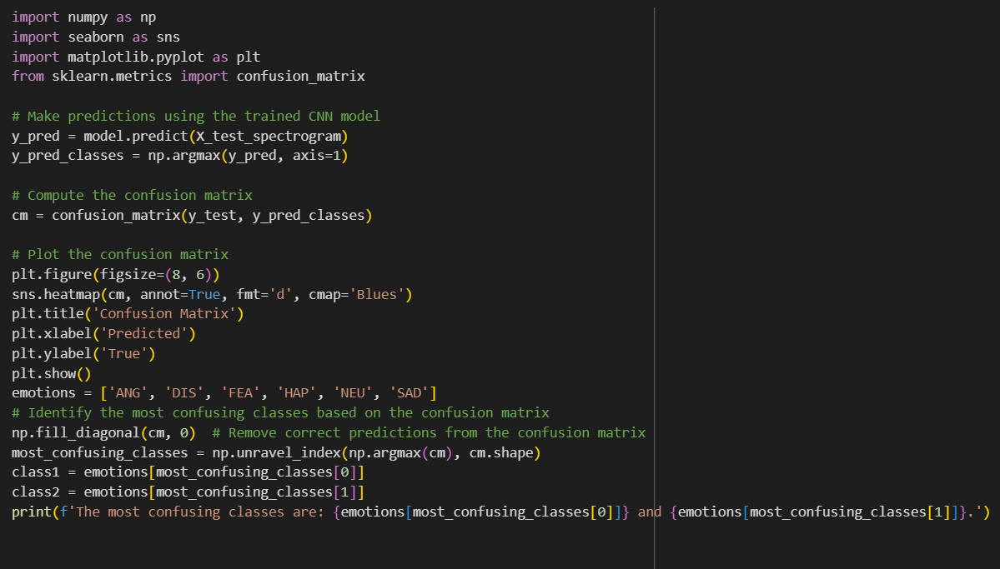 import numpy as np
import seaborn as sns
import matplotlib.pyplot as plt
from sklearn.metrics import confusion_matrix
# Make predictions using the trained CNN model
y_pred = model.predict(X_test_spectrogram)
y_pred_classes = np.argmax(y_pred, axis=1)
# Compute the confusion matrix
cm = confusion_matrix(y_test, y_pred_classes)
# Plot the confusion matrix
plt.figure(figsize=(8, 6))
sns.heatmap(cm, annot=True, fmt='d', cmap='Blues')
plt.title('Confusion Matrix')
plt.xlabel('Predicted')
plt.ylabel('True')
plt.show()
emotions = ['ANG', 'DIS', 'FEA', 'HAP', 'NEU', 'SAD']
# Identify the most confusing classes based on the confusion matrix
np.fill_diagonal(cm, 0)  # Remove correct predictions from the confusion matrix
most_confusing_classes = np.unravel_index(np.argmax(cm), cm.shape)
class1 = emotions[most_confusing_classes[0]]
class2 = emotions[most_confusing_classes[1]]
print(f'The most confusing classes are: {emotions[most_confusing_classes[0]]} and {emotions[most_confusing_classes[1]]}.')